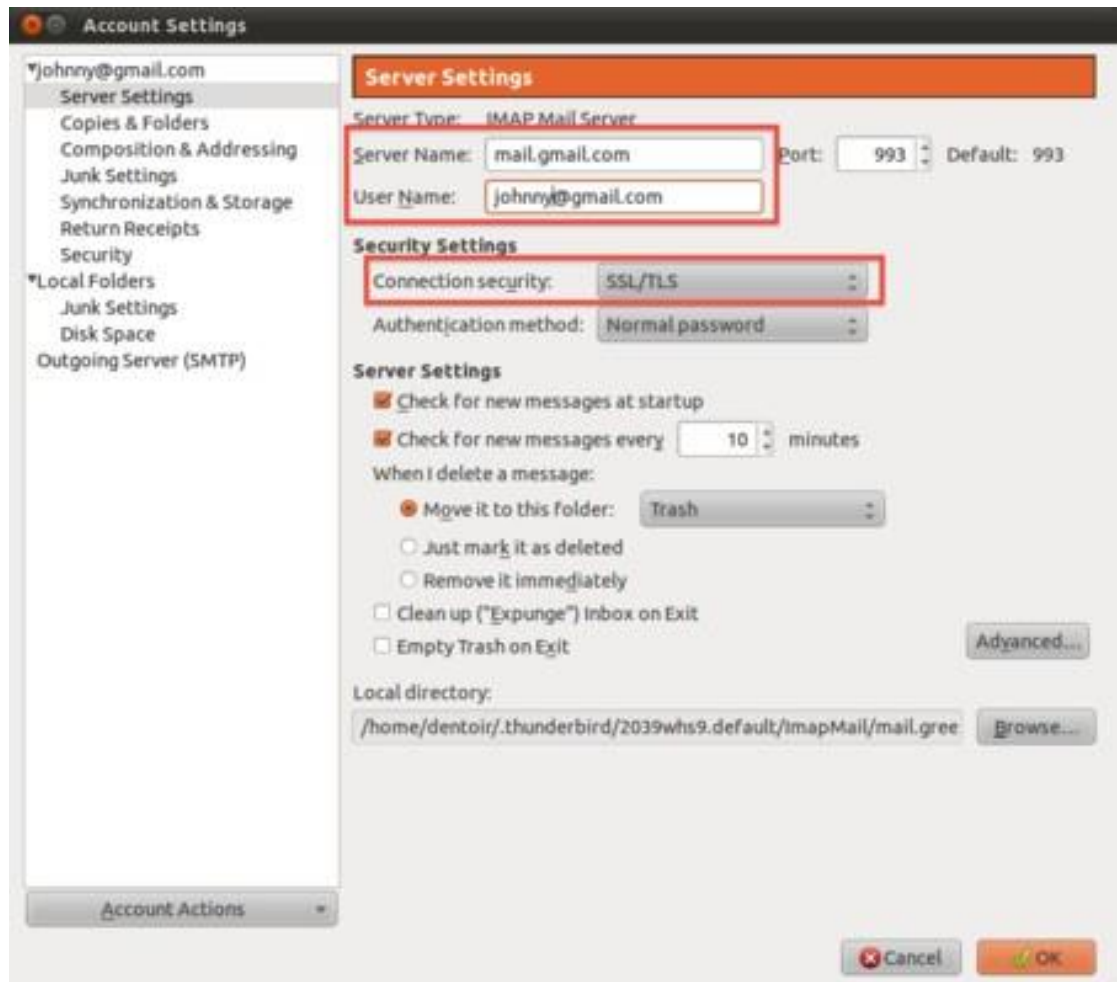 Account Settings
johnny@gmail.com
Server Settings
Copies & Folders
Composition & Addressing
Junk Settings
Synchronization & Storage
Return Receipts
Security
Local Folders
Junk Settings
Disk Space
Outgoing Server (SMTP)
Account Actions
Server Settings
Server Type: IMAP Mail Server
Server Name: mail.gmail.com Port: 993 Default: 993
User Name: johnny@gmail.com
Security Settings
Connection security: SSL/TLS
Authentication method: Normal password
Server Settings
Check for new messages at startup
Check for new messages every 10 minutes
When I delete a message:
Move it to this folder: Trash
Just mark it as deleted
Remove it immediately
Clean up ("Expunge") Inbox on Exit
Empty Trash on Exit
Advanced...
Local directory:
/home/dentoir/.thunderbird/2039whs9.default/ImapMail/mail.gree Browse...
Cancel OK